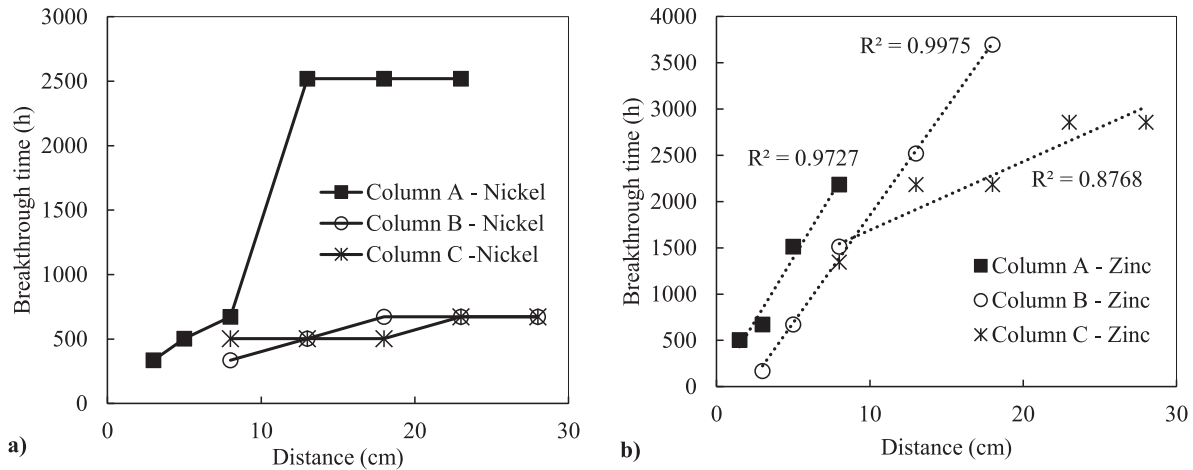 3000
2500
2000
1500
1000
500
0
0
10
20
30
Breakthrough time (h)
Distance (cm)
Column A - Nickel
Column B - Nickel
Column C -Nickel
a)
4000
3500
3000
2500
2000
1500
1000
500
0
0
10
20
30
Breakthrough time (h)
Distance (cm)
R² = 0.9975
R² = 0.9727
R² = 0.8768
Column A - Zinc
Column B - Zinc
Column C - Zinc
b)